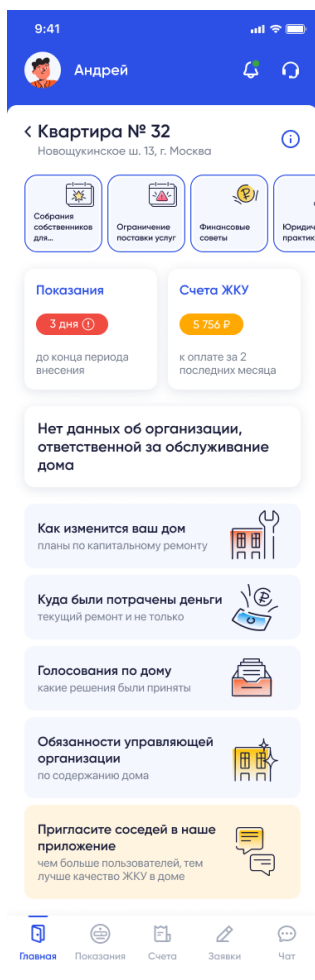 9:41
Андрей
Квартира № 32
Новощукинское ш. 13, г. Москва
Собрания
собственников
для...
Ограничение
поставки услуг
Финансовые
советы
Юридич
практик
Показания
3 дня
до конца периода
внесения
Счета ЖКУ
5 756 ₽
к оплате за 2
последних месяца
Нет данных об организации,
ответственной за обслуживание
дома
Как изменится ваш дом
планы по капитальному ремонту
Куда были потрачены деньги
текущий ремонт и не только
Голосования по дому
какие решения были приняты
Обязанности управляющей
организации
по содержанию дома
Пригласите соседей в наше
приложение
чем больше пользователей, тем
лучше качество ЖКУ в доме
Главная
Показания
Счета
Заявки
Чат